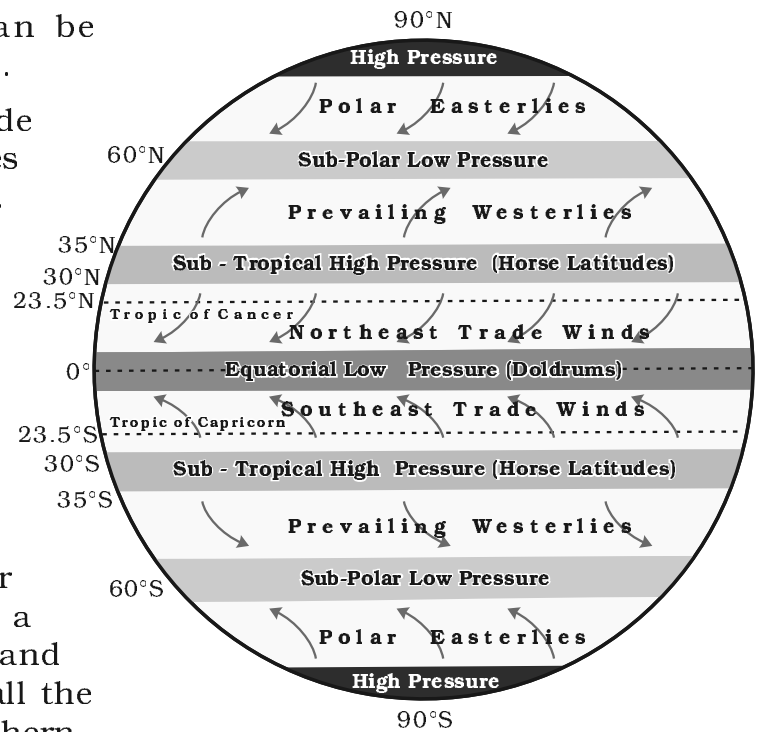 an be
90°N
High Pressure
.
Polar Easterlies
de
60°N
es
Sub-Polar Low Pressure
.
Prevailing Westerlies
35°N
Sub - Tropical High Pressure (Horse Latitudes)
30°N
23.5°N
Tropic of Cancer
Northeast Trade Winds
0°
Equatorial Low Pressure (Doldrums)
Southeast Trade Winds
Tropic of Capricorn
23.5°S
30°S
Sub - Tropical High Pressure (Horse Latitudes)
35°S
Prevailing Westerlies
r
Sub-Polar Low Pressure
60°S
a
Polar Easterlies
and
High Pressure
all the
90°S